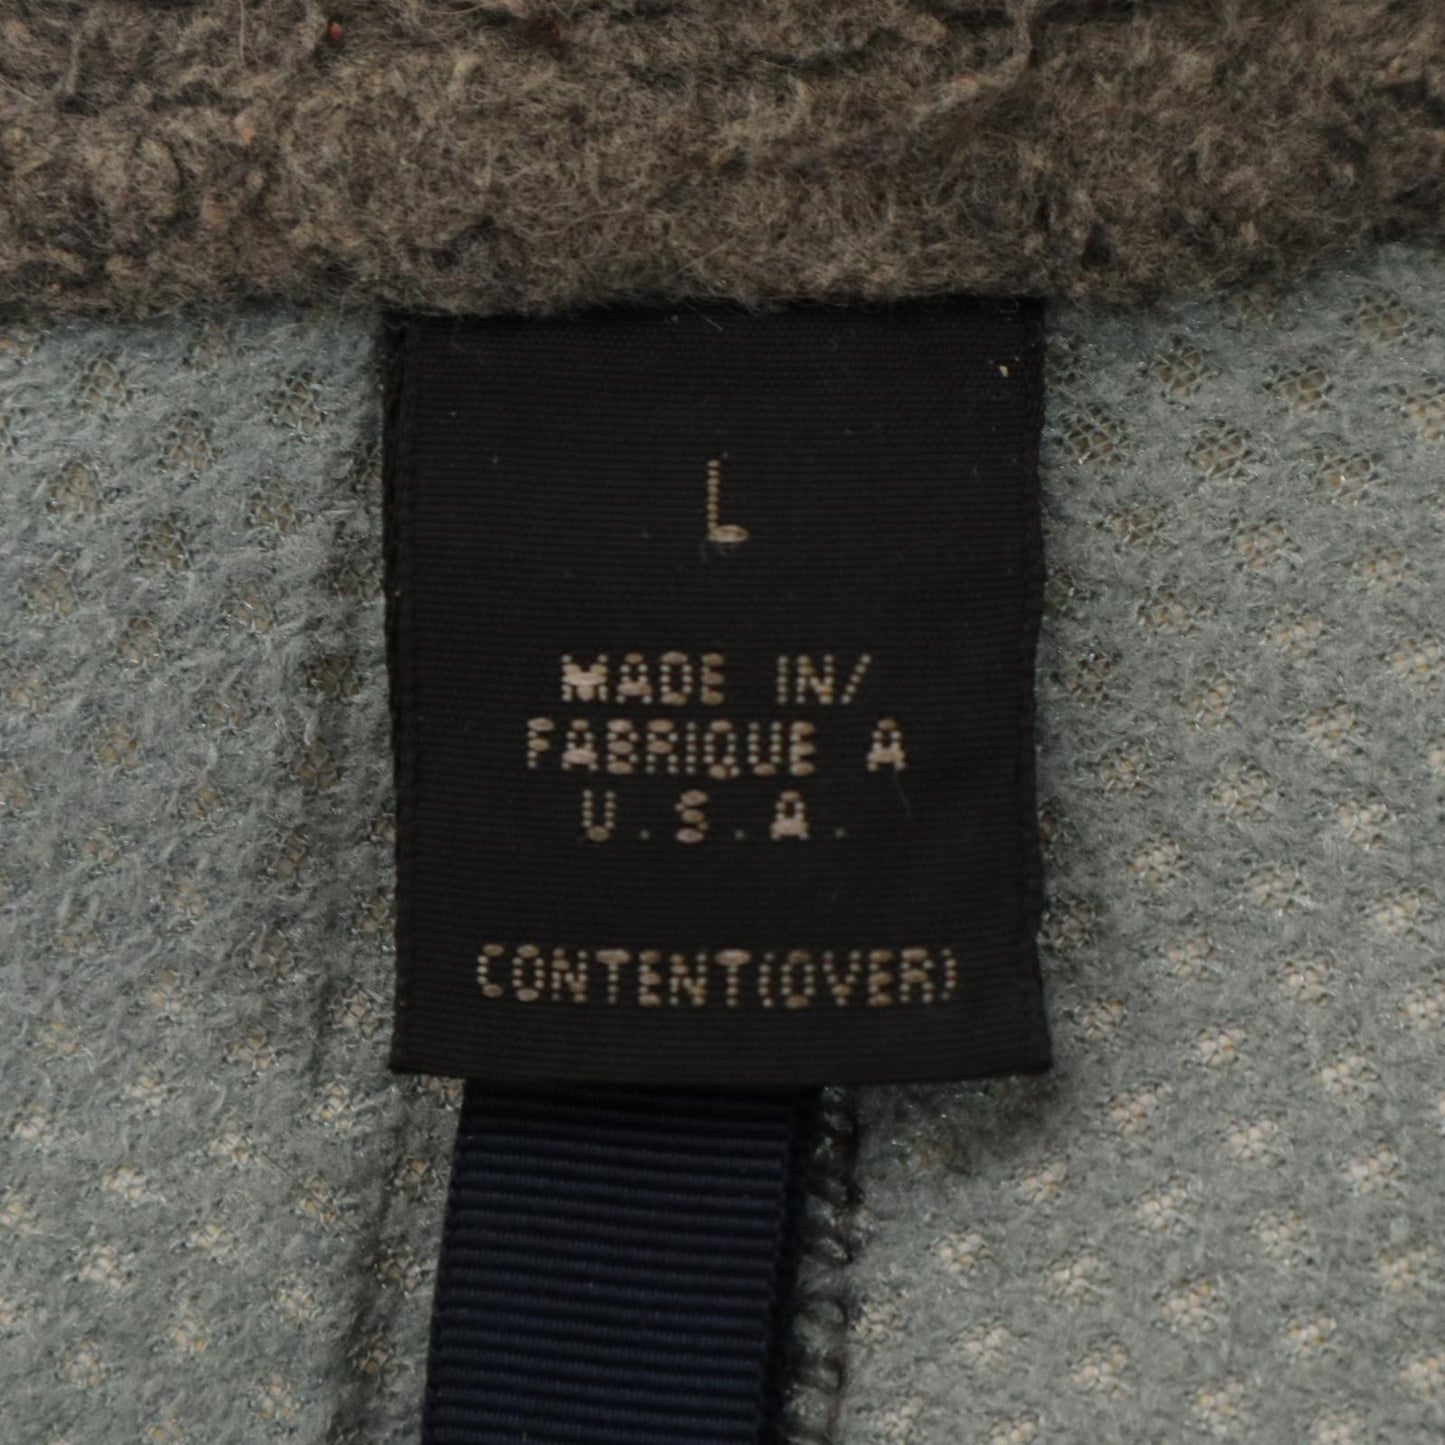 L
MADE IN/
FABRIQUE A
U.S.A.
CONTENT(OVER)